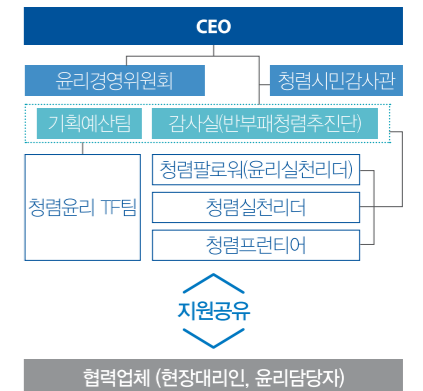 CEO
윤리경영위원회
청렴시민감사관
기획예산팀
감사실(반부패청렴추진단)
청렴윤리 TF팀
청렴팔로워(윤리실천리더)
청렴실천리더
청렴프런티어
지원공유
협력업체 (현장대리인, 윤리담당자)